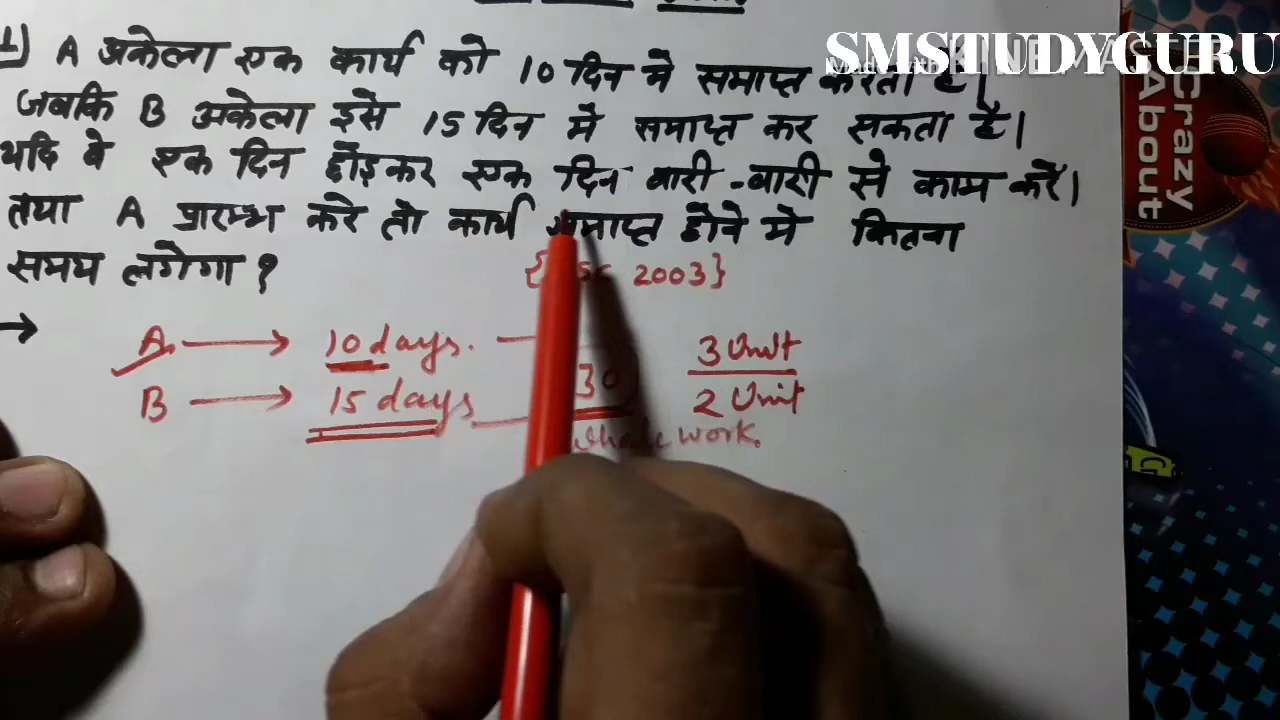 1) A अकेला एक कार्य को 10 दिन मे समाप्त करता है।
जबकि B अकेला इसे 15 दिन मे समाप्त कर सकता है।
यदि वे एक दिन छोड़कर एक दिन बारी-बारी से काम करें।
तथा A प्रारम्भ करे तो कार्य समाप्त होने मे कितना
समय लगेगा ?
2003}
→ A → 10 days. 3 Unit
B → 15 days 30 2 Unit
whole work.
SMSTUDYGURU
Crazy
About